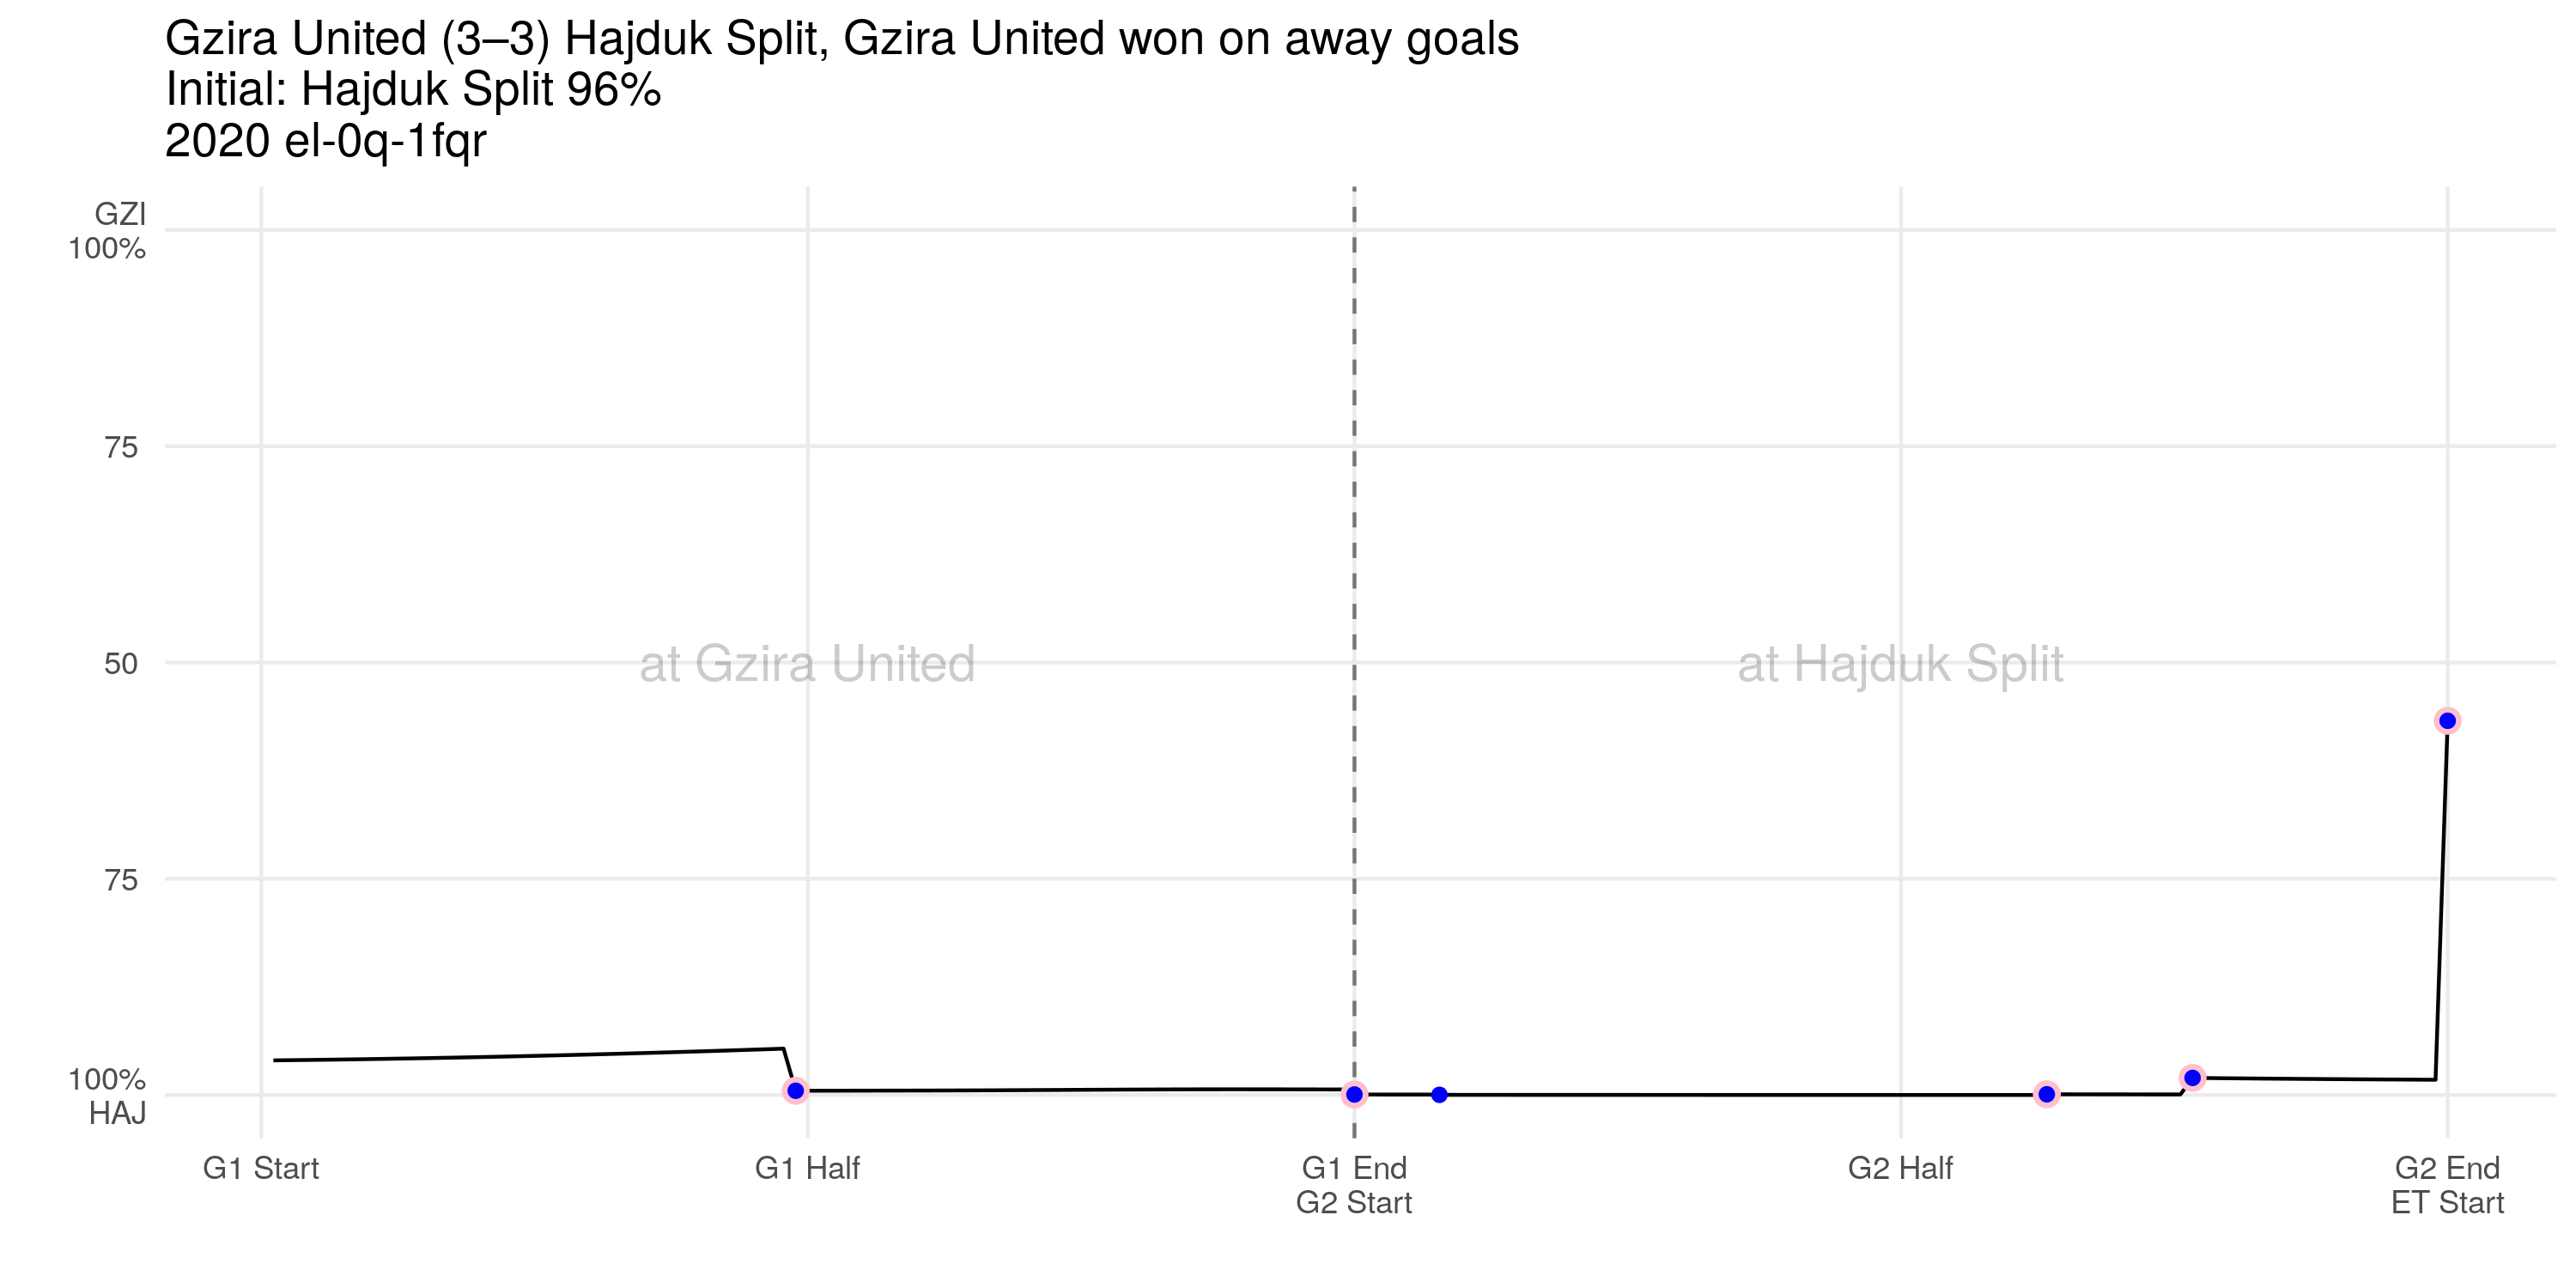 Gzira United (3–3) Hajduk Split, Gzira United won on away goals
Initial: Hajduk Split 96%
2020 el-0q-1fqr
GZI
100%
75
50
75
100%
HAJ
at Gzira United
at Hajduk Split
G1 Start
G1 Half
G1 End
G2 Start
G2 Half
G2 End
ET Start